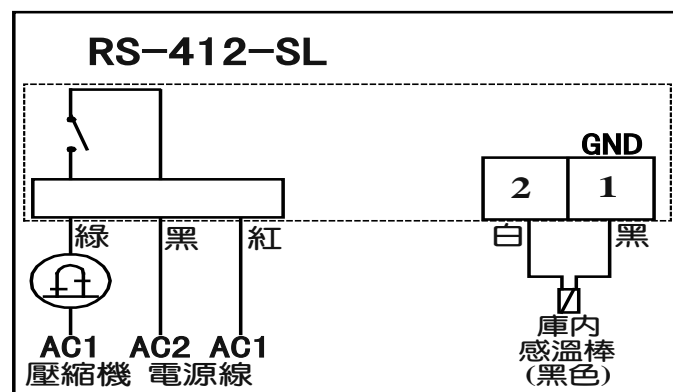 RS-412-SL
GND
2 1
綠 黑 紅 白 黑
AC1 AC2 AC1
壓縮機 電源線
庫內
感溫棒
(黑色)